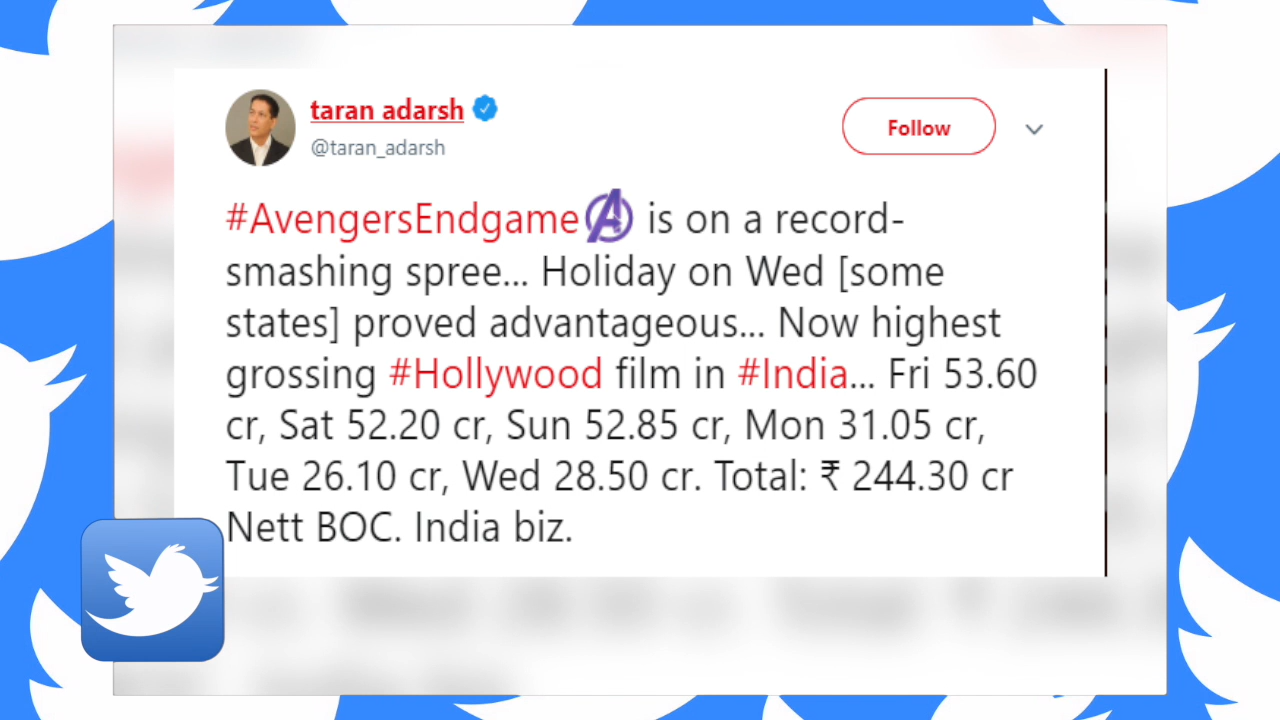 taran adarsh
@taran_adarsh
Follow
#AvengersEndgame is on a record-
smashing spree... Holiday on Wed [some
states] proved advantageous... Now highest
grossing #Hollywood film in #India... Fri 53.60
cr, Sat 52.20 cr, Sun 52.85 cr, Mon 31.05 cr,
Tue 26.10 cr, Wed 28.50 cr. Total: ₹ 244.30 cr
Nett BOC. India biz.